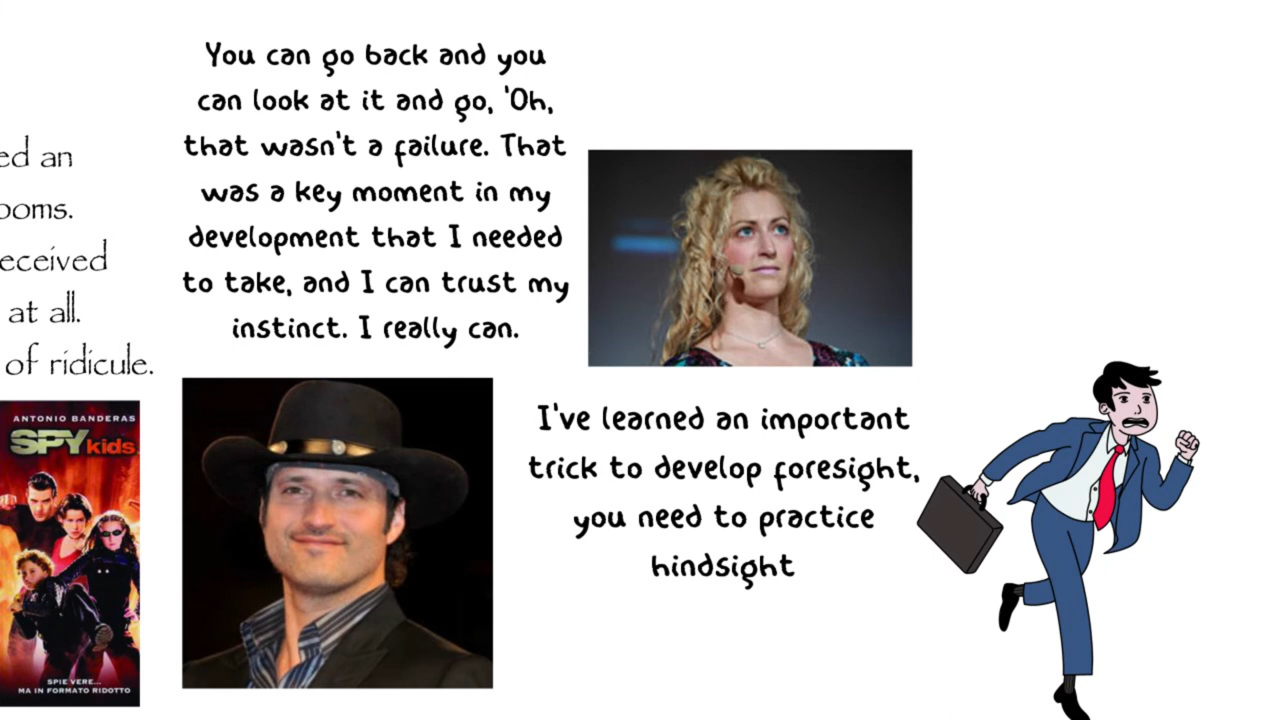 ed an
ooms.
eceived
at all.
of ridicule.
ANTONIO BANDERAS
SPY kids
SPIE VERE...
MA IN FORMATO RIDOTTO
You can go back and you
can look at it and go, 'Oh,
that wasn't a failure. That
was a key moment in my
development that I needed
to take, and I can trust my
instinct. I really can.
I've learned an important
trick to develop foresight,
you need to practice
hindsight